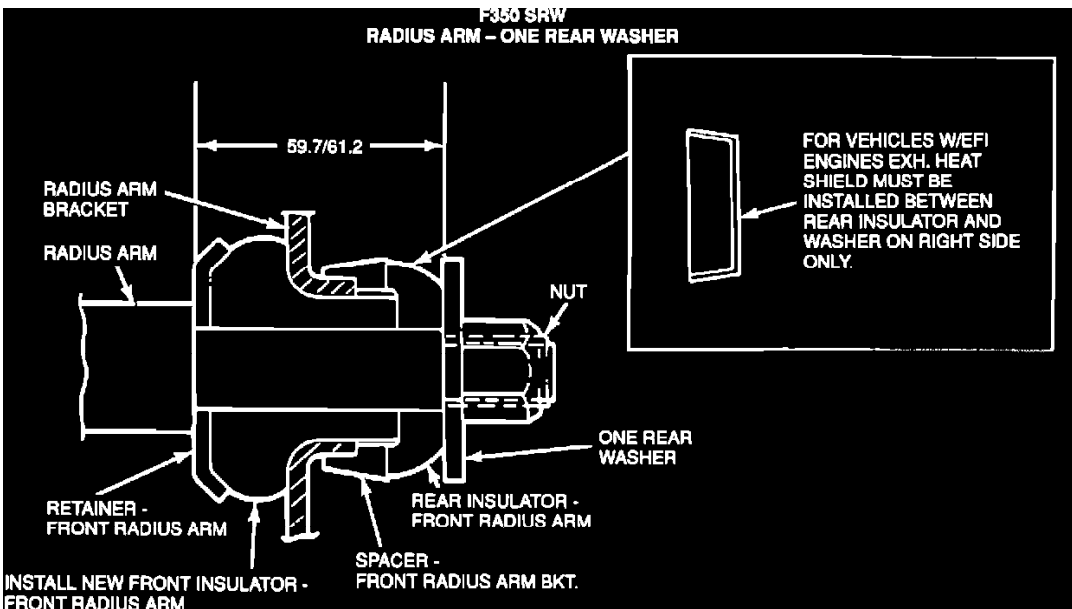 F350 SRW
RADIUS ARM – ONE REAR WASHER
59.7/61.2
FOR VEHICLES W/EFI
ENGINES EXH. HEAT
SHIELD MUST BE
INSTALLED BETWEEN
REAR INSULATOR AND
WASHER ON RIGHT SIDE
ONLY.
RADIUS ARM
BRACKET
RADIUS ARM
NUT
ONE REAR
WASHER
RETAINER -
FRONT RADIUS ARM
REAR INSULATOR -
FRONT RADIUS ARM
SPACER -
FRONT RADIUS ARM BKT.
INSTALL NEW FRONT INSULATOR -
FRONT RADIUS ARM